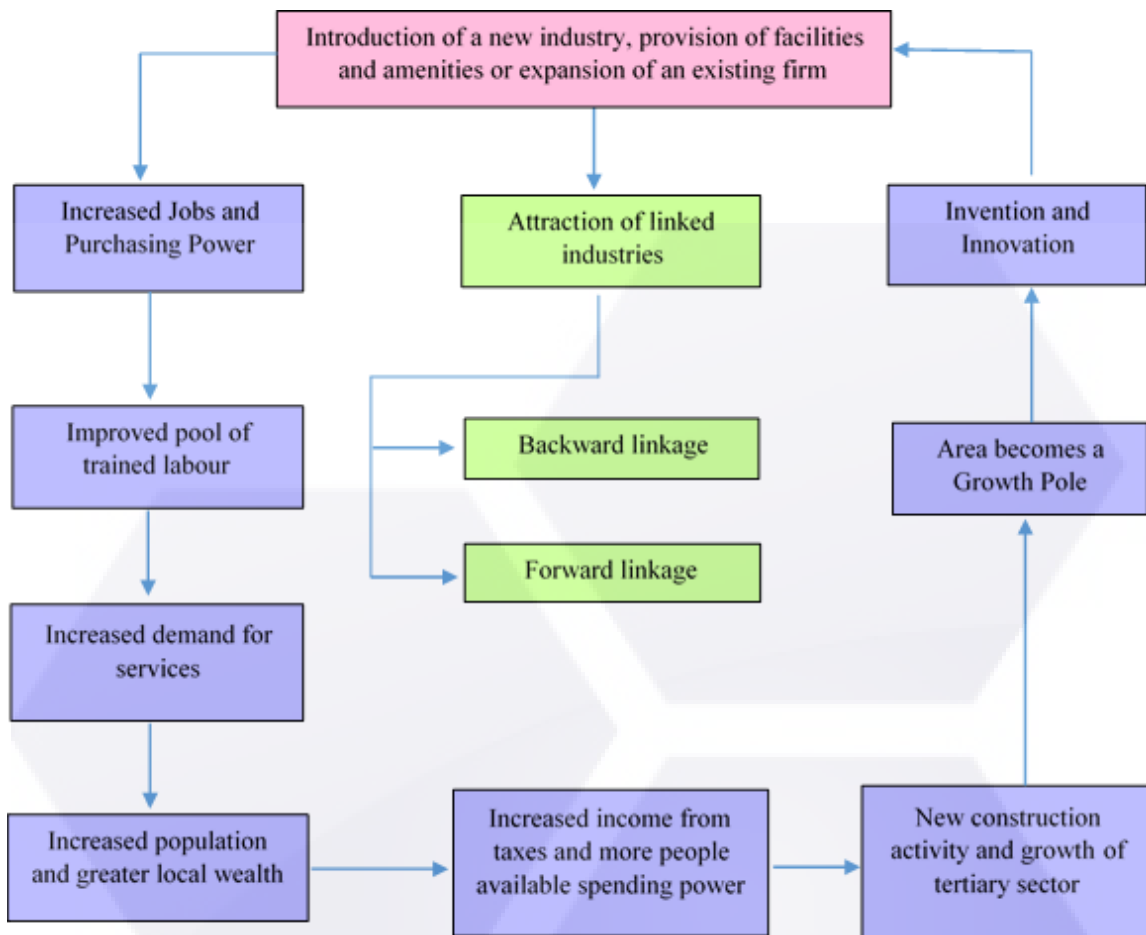 Introduction of a new industry, provision of facilities
and amenities or expansion of an existing firm
Increased Jobs and
Purchasing Power
Attraction of linked
industries
Invention and
Innovation
Improved pool of
trained labour
Backward linkage
Area becomes a
Growth Pole
Forward linkage
Increased demand for
services
Increased population
and greater local wealth
Increased income from
taxes and more people
available spending power
New construction
activity and growth of
tertiary sector